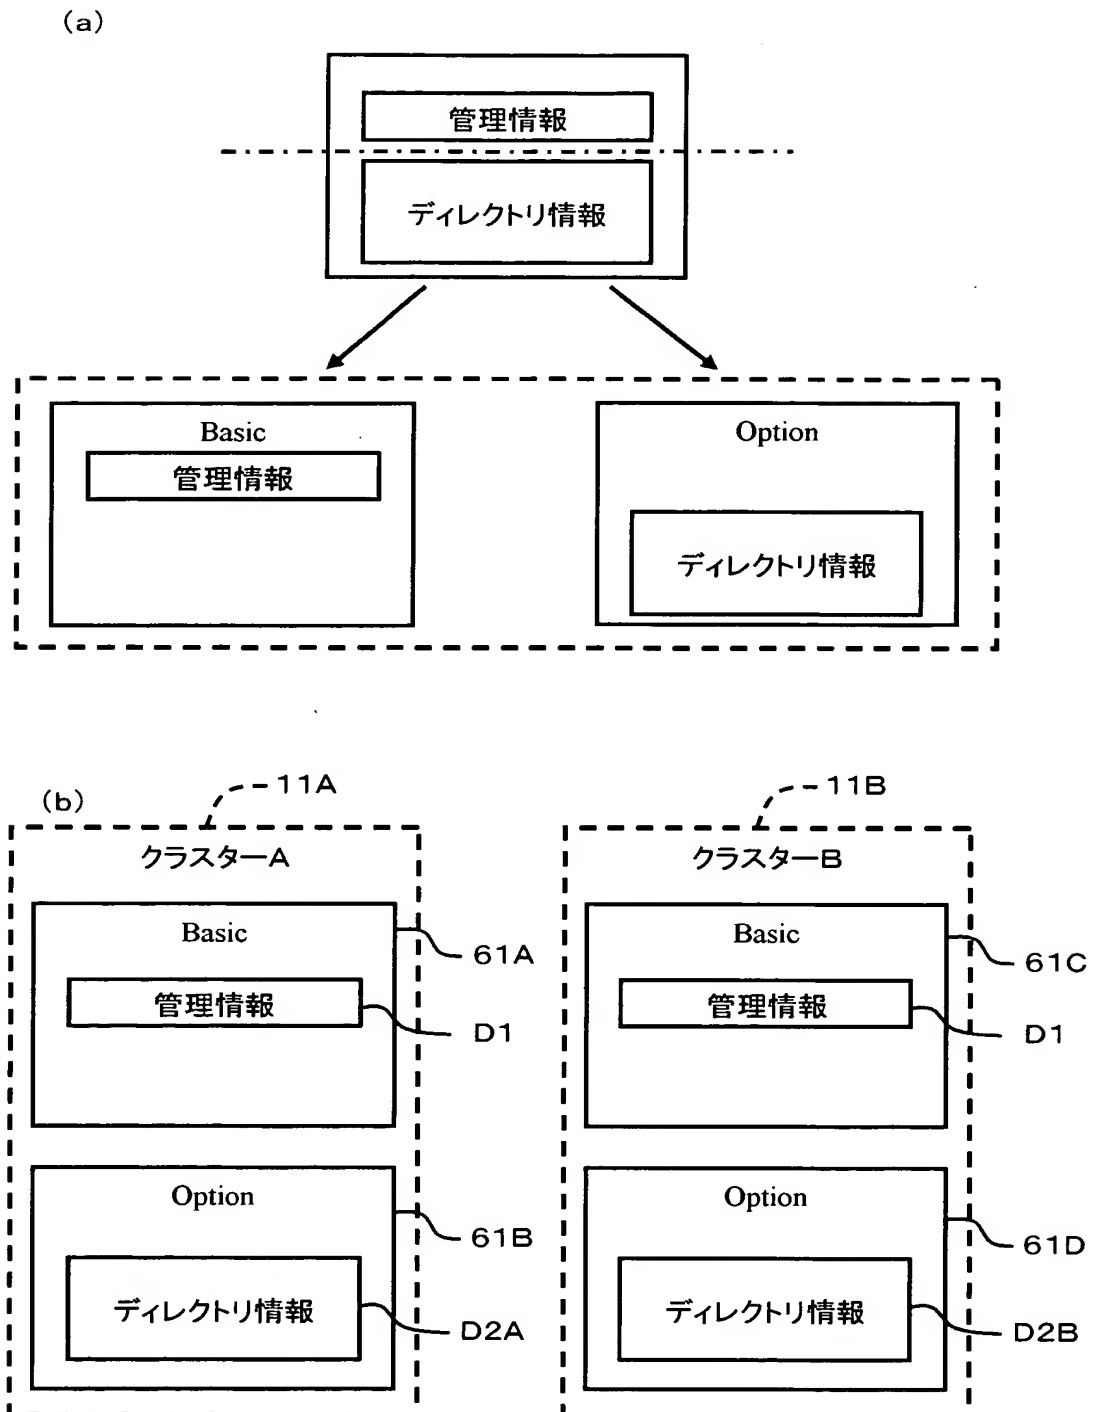 (a)
管理情報
ディレクトリ情報
Basic
管理情報
Option
ディレクトリ情報
(b)
11A
クラスターA
Basic
61A
管理情報
D1
Option
61B
ディレクトリ情報
D2A
11B
クラスターB
Basic
61C
管理情報
D1
Option
61D
ディレクトリ情報
D2B